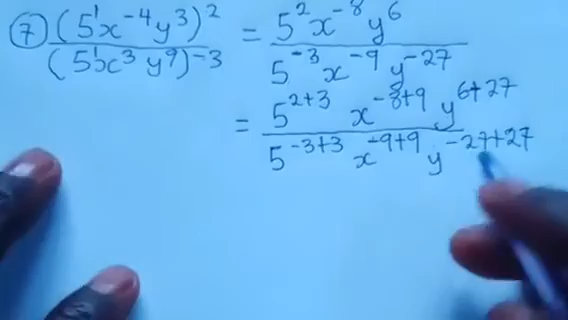 ⑦ (5¹x⁻⁴y³)² / (5¹x³y⁹)⁻³ = 5²x⁻⁸y⁶ / 5⁻³x⁻⁹y⁻²⁷
= 5²⁺³ x⁻⁸⁺⁹ y⁶⁺²⁷ / 5⁻³⁺³ x⁻⁹⁺⁹ y⁻²⁷⁺²⁷